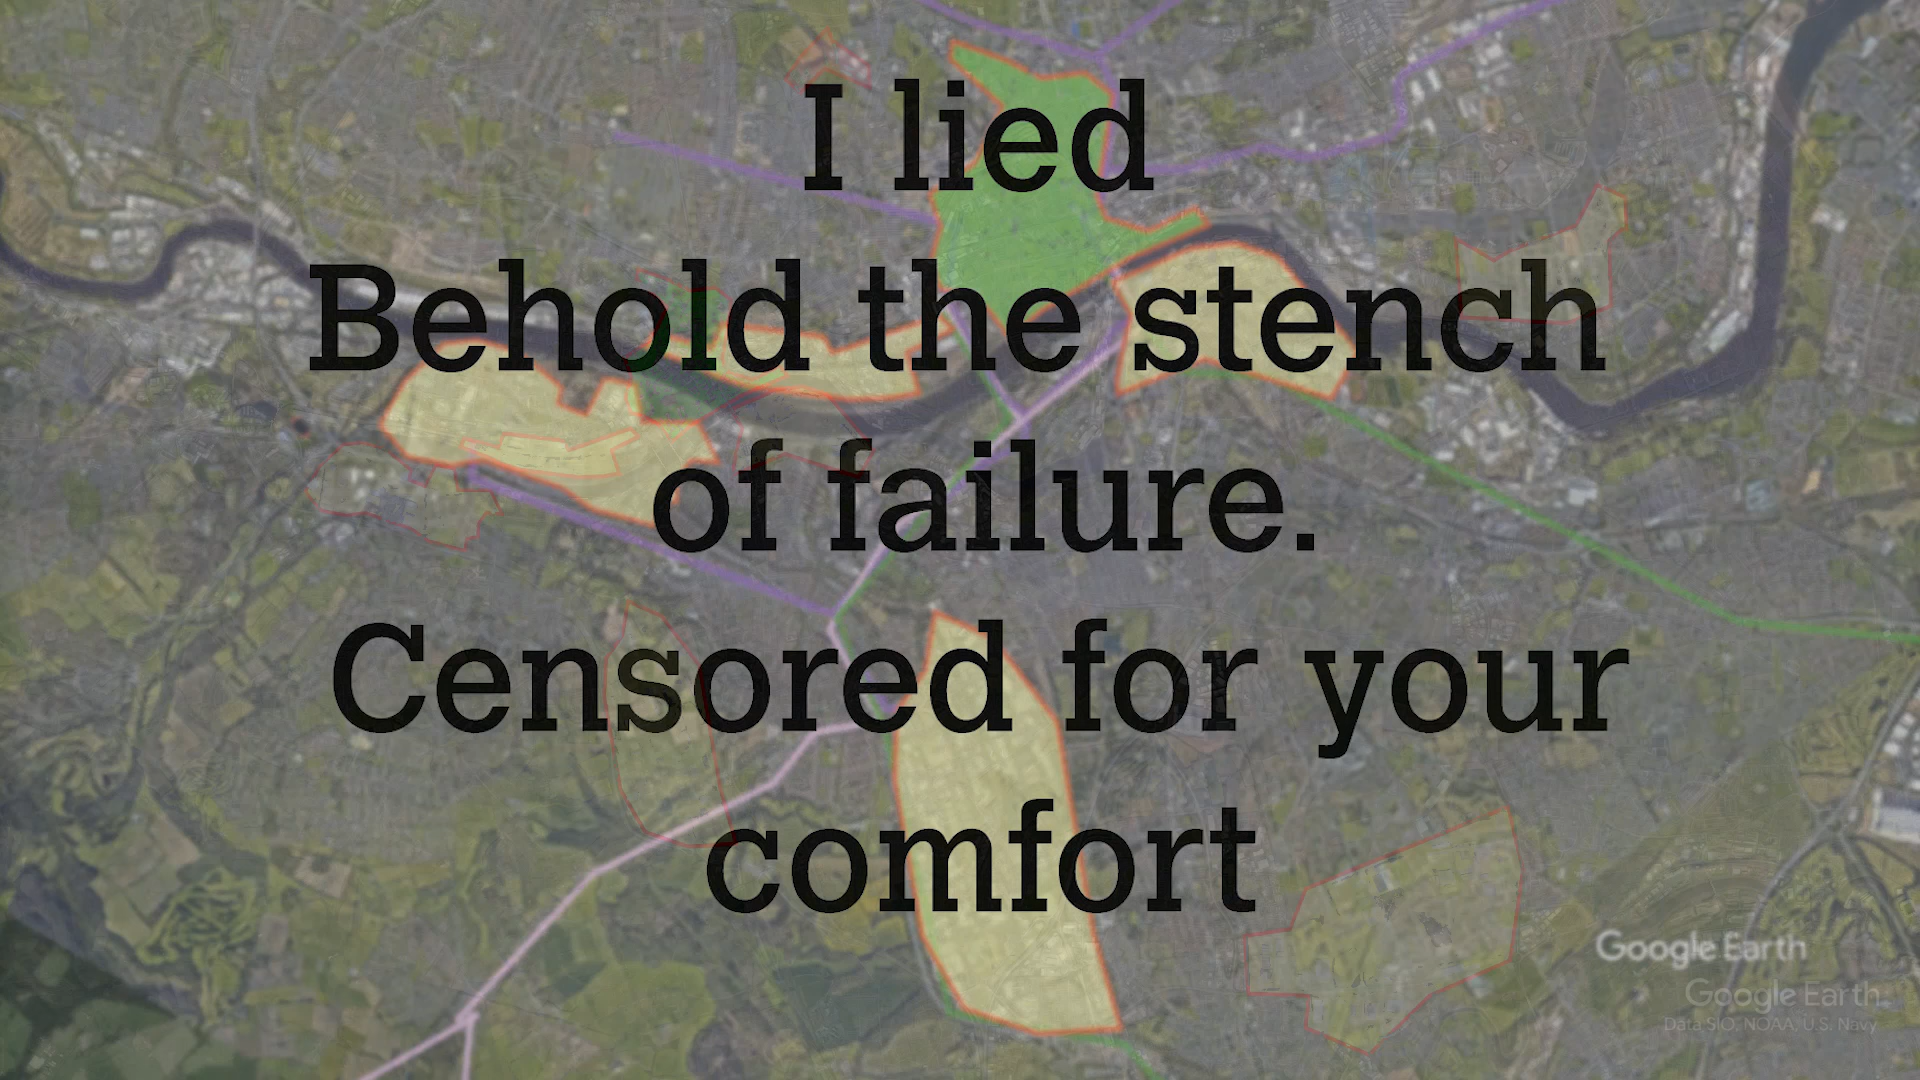 I lied
Behold the stench
of failure.
Censored for your
comfort
Google Earth
Google Earth
Data SIO, NOAA, U.S. Navy